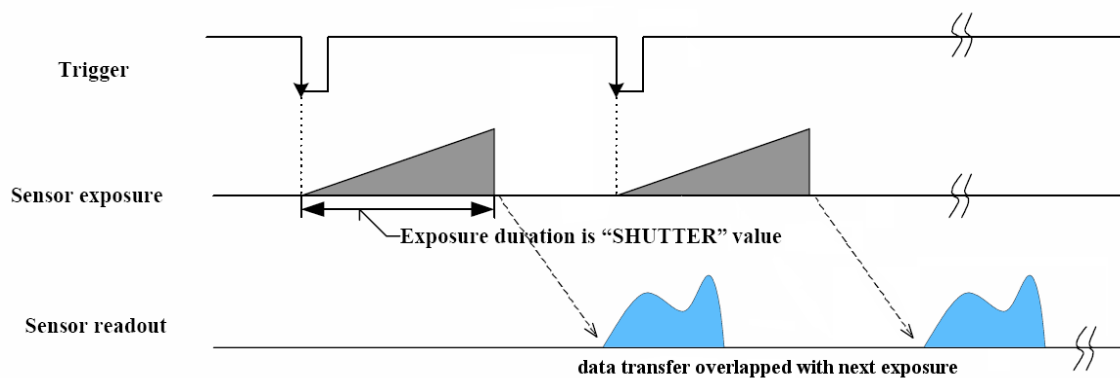 Trigger
Sensor exposure
Exposure duration is “SHUTTER” value
Sensor readout
data transfer overlapped with next exposure